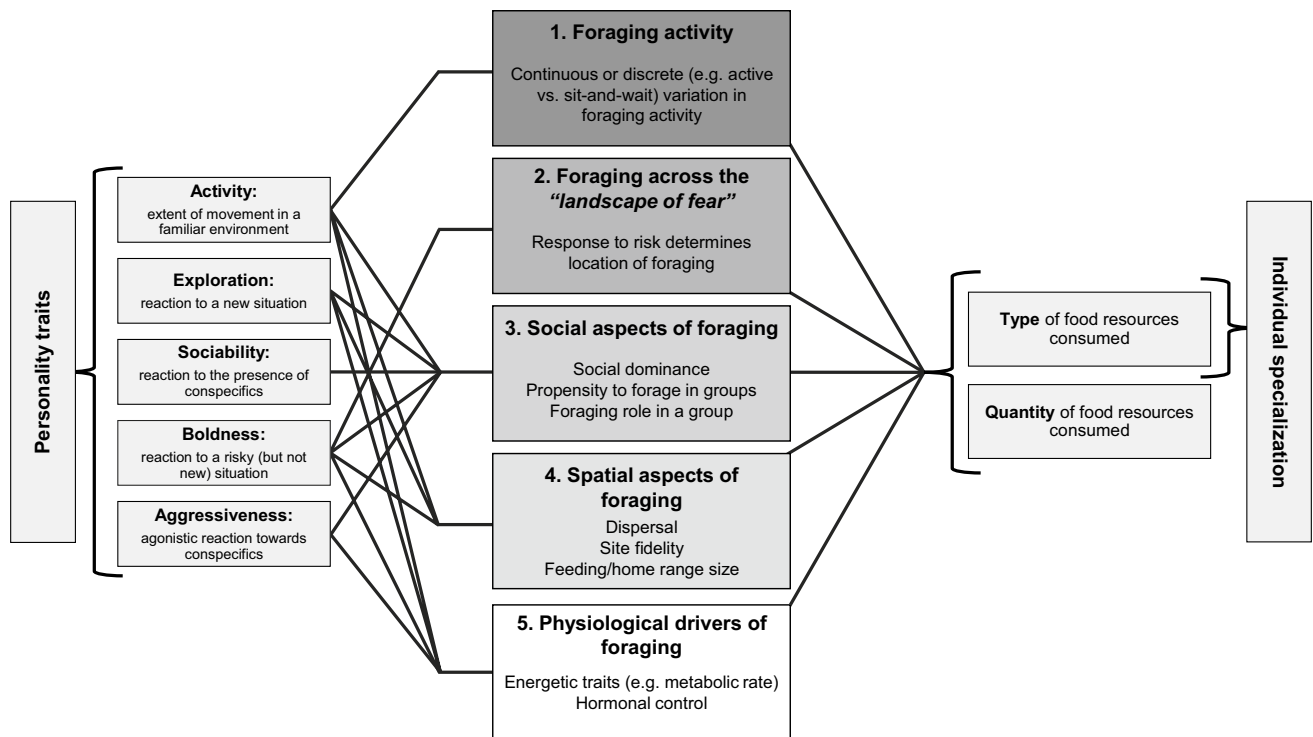 Personality traits
Activity:
extent of movement in a
familiar environment
Exploration:
reaction to a new situation
Sociability:
reaction to the presence of
conspecifics
Boldness:
reaction to a risky (but not
new) situation
Aggressiveness:
agonistic reaction towards
conspecifics
1. Foraging activity
Continuous or discrete (e.g. active
vs. sit-and-wait) variation in
foraging activity
2. Foraging across the
“landscape of fear”
Response to risk determines
location of foraging
3. Social aspects of foraging
Social dominance
Propensity to forage in groups
Foraging role in a group
4. Spatial aspects of
foraging
Dispersal
Site fidelity
Feeding/home range size
5. Physiological drivers of
foraging
Energetic traits (e.g. metabolic rate)
Hormonal control
Type of food resources
consumed
Quantity of food resources
consumed
Individual specialization